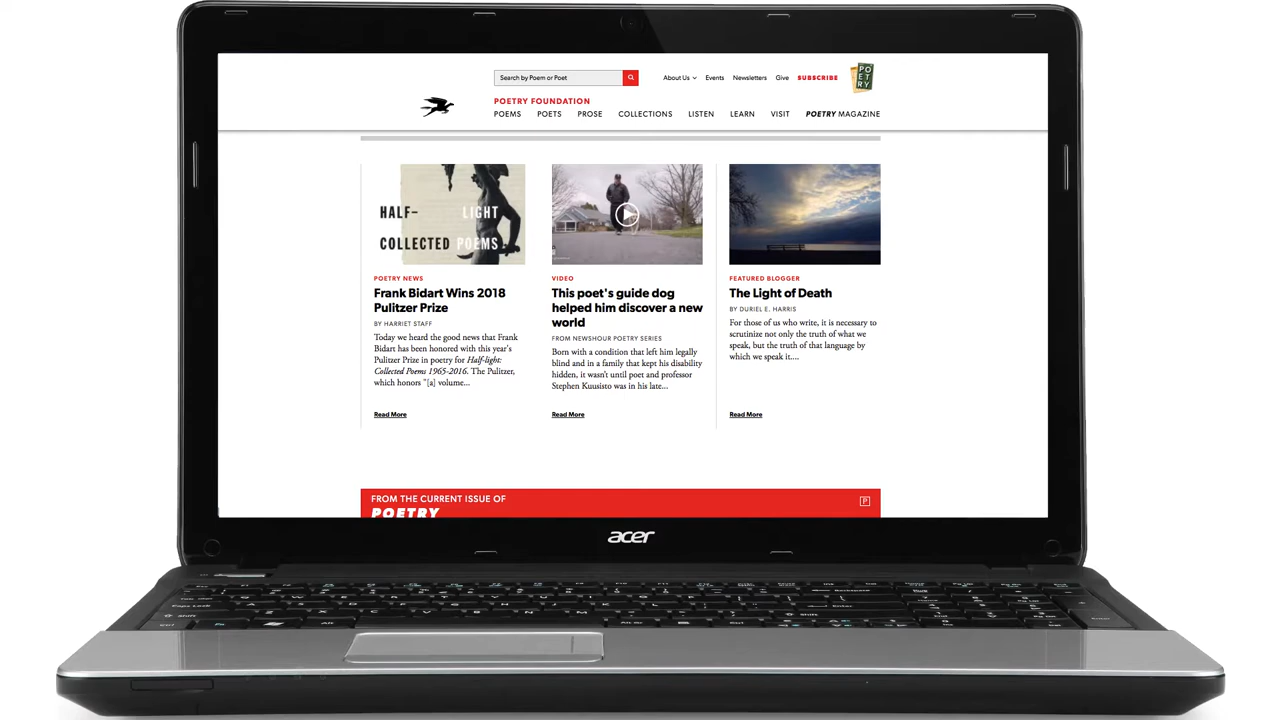 Search by Poem or Poet
About Us Events Newsletters Give SUBSCRIBE
POETRY
POETRY FOUNDATION
POEMS POETS PROSE COLLECTIONS LISTEN LEARN VISIT POETRY MAGAZINE
HALF- LIGHT
COLLECTED POEMS
POETRY NEWS
Frank Bidart Wins 2018
Pulitzer Prize
BY HARRIET STAFF
Today we heard the good news that Frank
Bidart has been honored with this year's
Pulitzer Prize in poetry for Half-light:
Collected Poems 1965-2016. The Pulitzer,
which honors "[a] volume...
Read More
VIDEO
This poet's guide dog
helped him discover a new
world
FROM NEWSHOUR POETRY SERIES
Born with a condition that left him legally
blind and in a family that kept his disability
hidden, it wasn't until poet and professor
Stephen Kuusisto was in his late...
Read More
FEATURED BLOGGER
The Light of Death
BY DURIEL E. HARRIS
For those of us who write, it is necessary to
scrutinize not only the truth of what we
speak, but the truth of that language by
which we speak it....
Read More
FROM THE CURRENT ISSUE OF
POETRY
acer